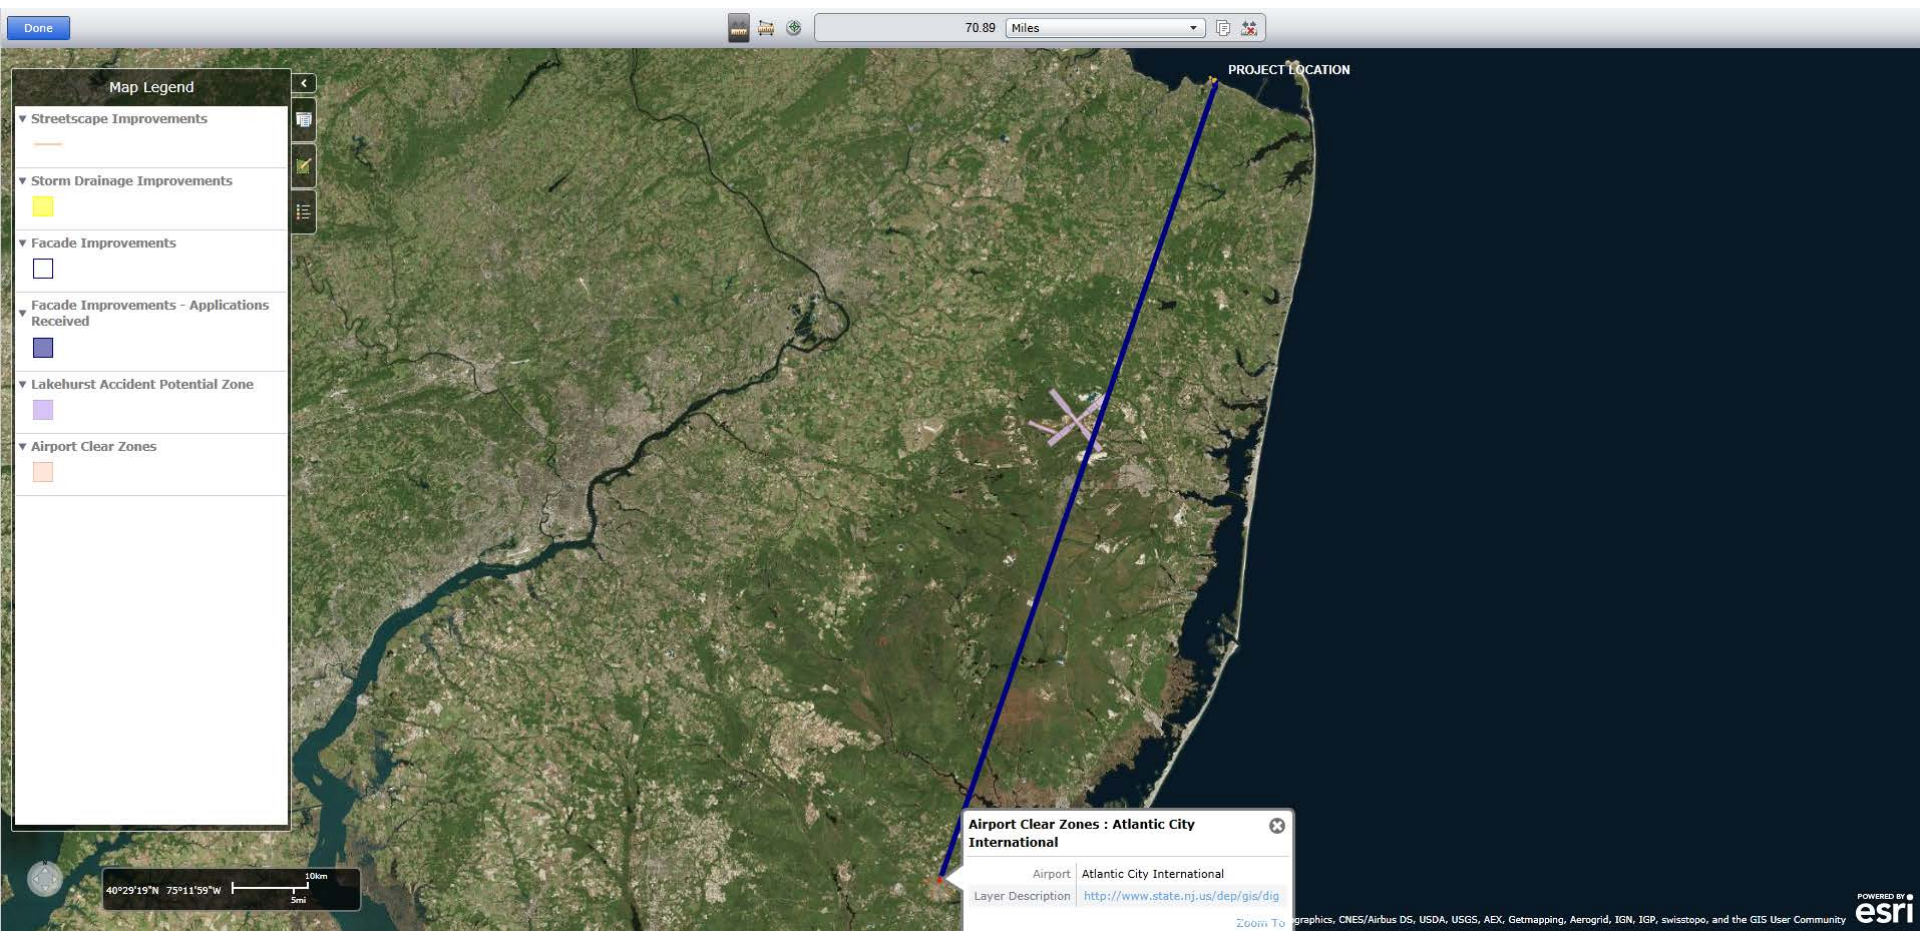 Done
70.89 Miles
PROJECT LOCATION
Map Legend
Streetscape Improvements
Storm Drainage Improvements
Facade Improvements
Facade Improvements - Applications
Received
Lakehurst Accident Potential Zone
Airport Clear Zones
Airport Clear Zones : Atlantic City
International
Airport Atlantic City International
Layer Description http://www.state.nj.us/dep/gis/dig
Zoom To
40°29'19"N 75°11'59"W
10km
5mi
graphics, CNES/Airbus DS, USDA, USGS, AEX, Getmapping, Aerogrid, IGN, IGP, swisstopo, and the GIS User Community
POWERED BY
esri